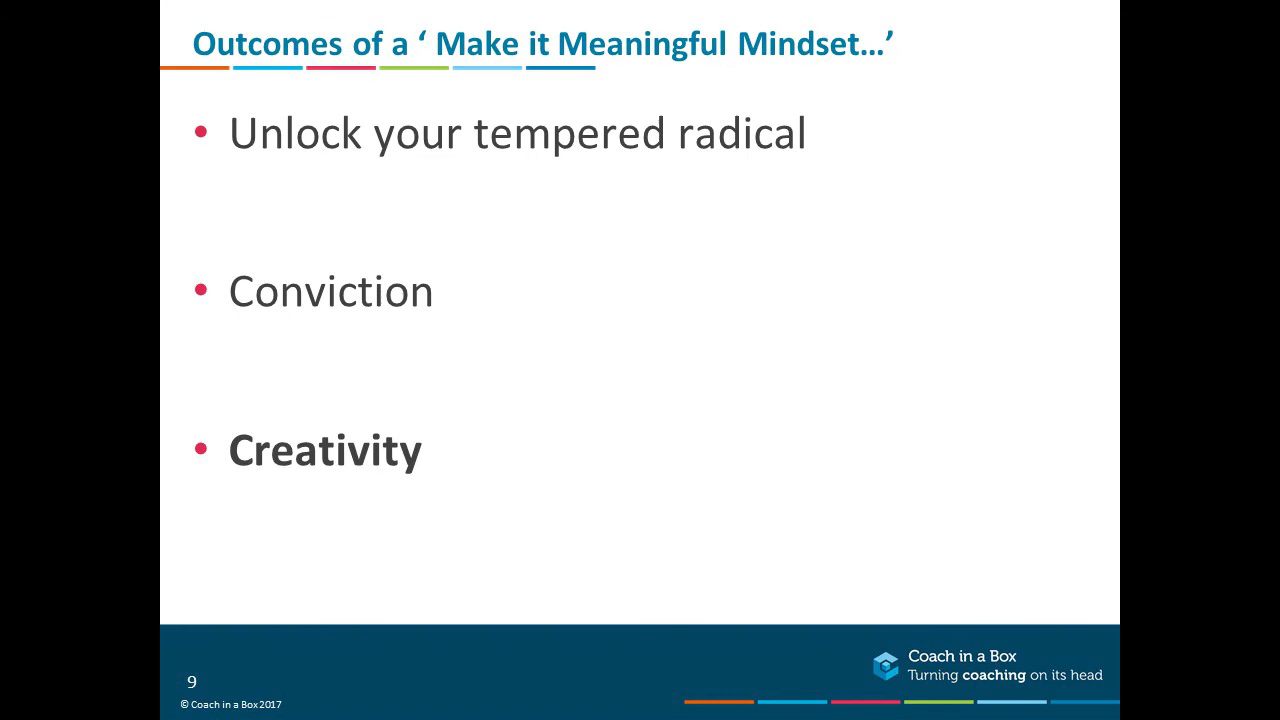 Outcomes of a ‘ Make it Meaningful Mindset…’
• Unlock your tempered radical
• Conviction
• Creativity
9
© Coach in a Box 2017
Coach in a Box
Turning coaching on its head